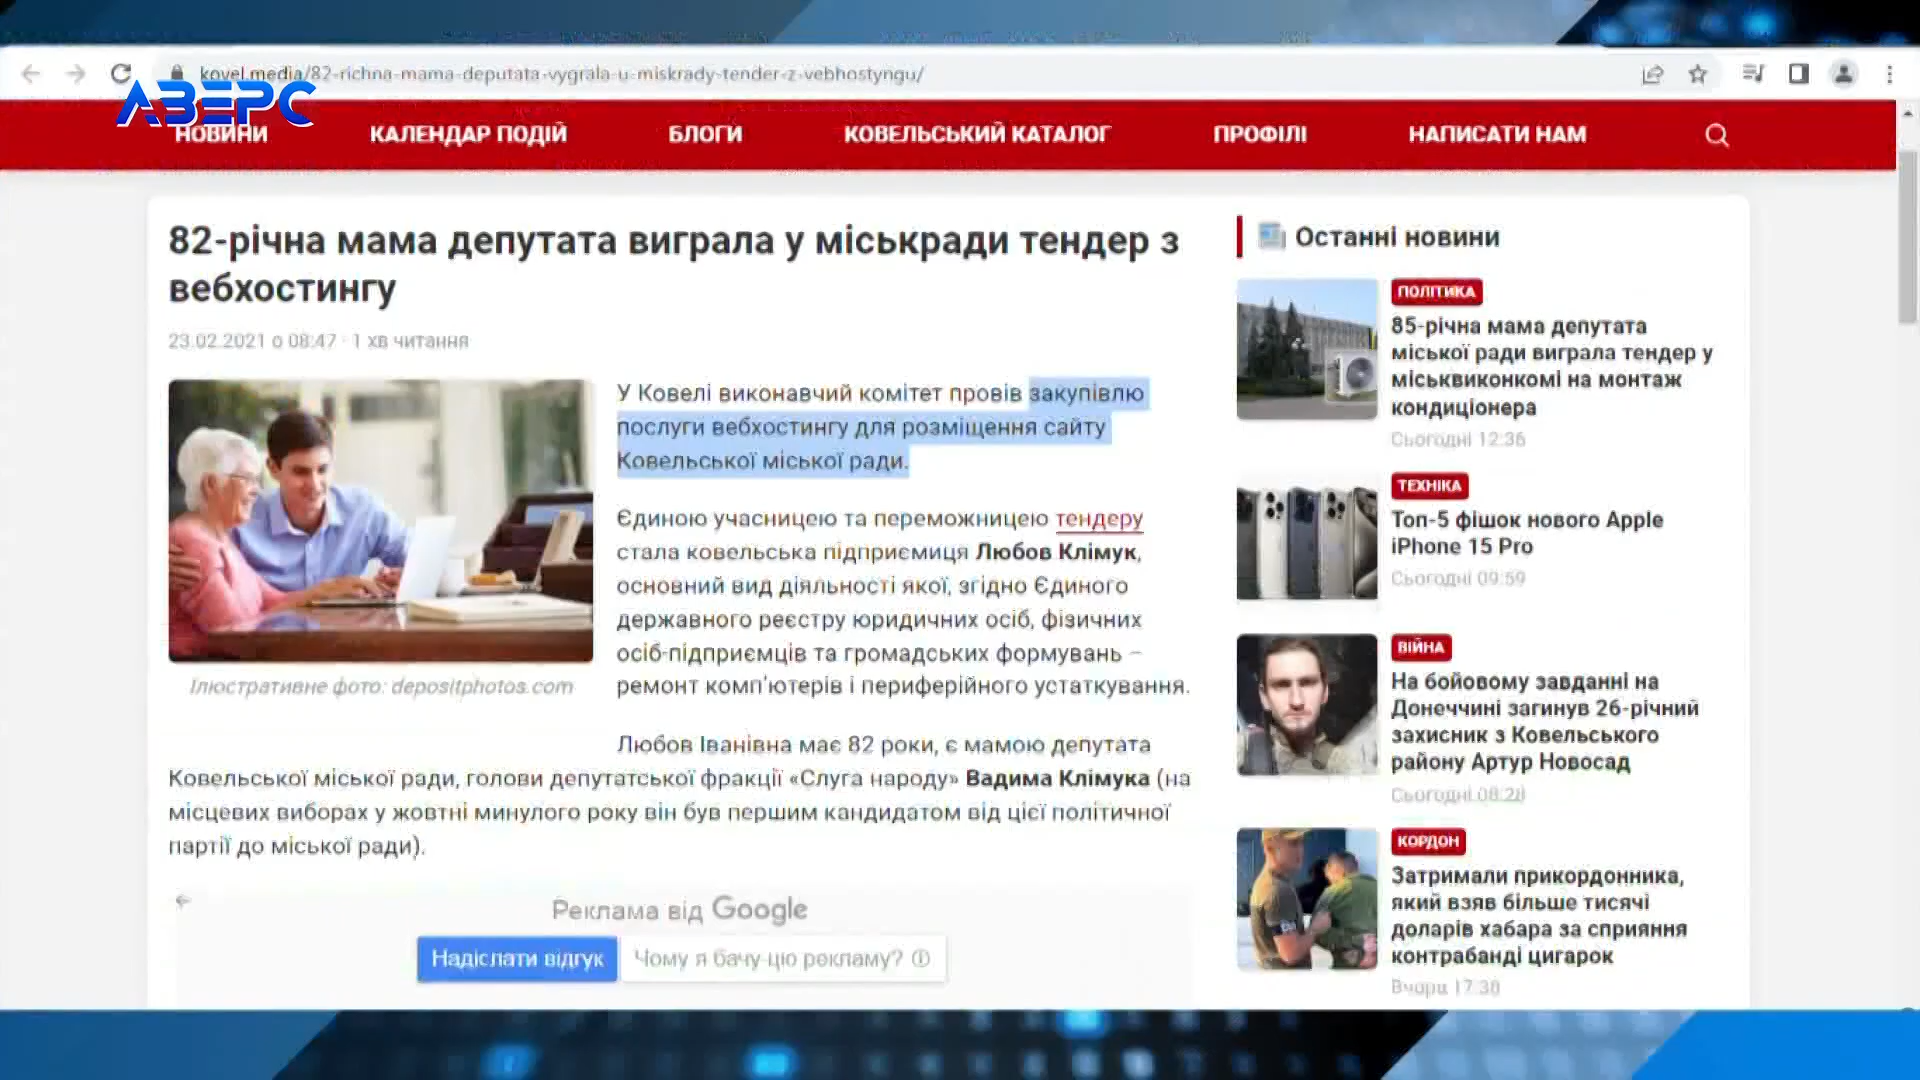 kovel.media/82-richna-mama-deputata-vygrala-u-miskrady-tender-z-vebhostyngu/
АВЕРС
НОВИНИ
КАЛЕНДАР ПОДІЙ
БЛОГИ
КОВЕЛЬСЬКИЙ КАТАЛОГ
ПРОФІЛІ
НАПИСАТИ НАМ
82-річна мама депутата виграла у міськради тендер з
вебхостингу
23.02.2021 о 08:47 · 1 хв читання
Ілюстративне фото: depositphotos.com
У Ковелі виконавчий комітет провів закупівлю
послуги вебхостингу для розміщення сайту
Ковельської міської ради.
Єдиною учасницею та переможницею тендеру
стала ковельська підприємиця Любов Клімук,
основний вид діяльності якої, згідно Єдиного
державного реєстру юридичних осіб, фізичних
осіб-підприємців та громадських формувань –
ремонт комп'ютерів і периферійного устаткування.
Любов Іванівна має 82 роки, є мамою депутата
Ковельської міської ради, голови депутатської фракції «Слуга народу» Вадима Клімука (на
місцевих виборах у жовтні минулого року він був першим кандидатом від цієї політичної
партії до міської ради).
Реклама від Google
Надіслати відгук
Чому я бачу цю рекламу?
Останні новини
ПОЛІТИКА
85-річна мама депутата
міської ради виграла тендер у
міськвиконкомі на монтаж
кондиціонера
Сьогодні 12:36
ТЕХНІКА
Топ-5 фішок нового Apple
iPhone 15 Pro
Сьогодні 09:59
ВІЙНА
На бойовому завданні на
Донеччині загинув 26-річний
захисник з Ковельського
району Артур Новосад
Сьогодні 08:28
КОРДОН
Затримали прикордонника,
який взяв більше тисячі
доларів хабара за сприяння
контрабанді цигарок
Вчора 17:30